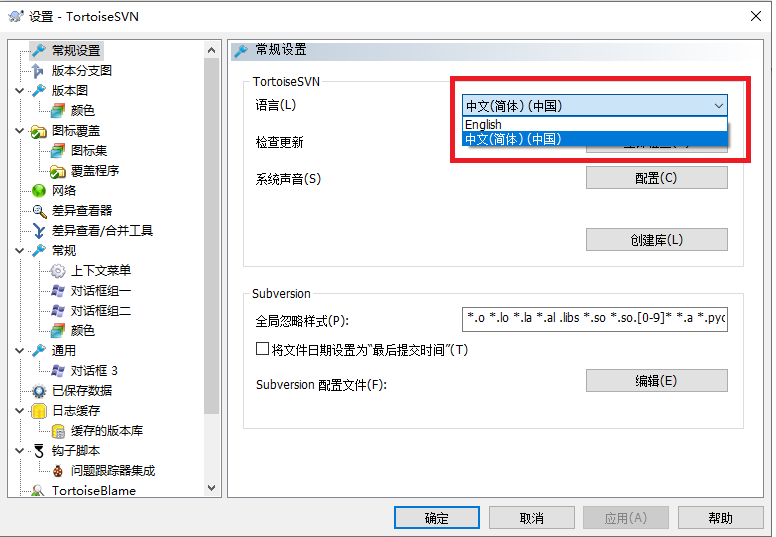 设置 - TortoiseSVN
常规设置
版本分支图
版本图
颜色
图标覆盖
图标集
覆盖程序
网络
差异查看器
差异查看/合并工具
常规
上下文菜单
对话框组一
对话框组二
颜色
通用
对话框 3
已保存数据
日志缓存
缓存的版本库
钩子脚本
问题跟踪器集成
TortoiseBlame
常规设置
TortoiseSVN
语言(L)
中文(简体) (中国)
English
中文(简体) (中国)
检查更新
系统声音(S)
配置(C)
创建库(L)
Subversion
全局忽略样式(P):
*.o *.lo *.la *.al .libs *.so *.so.[0-9]* *.a *.pyc
将文件日期设置为“最后提交时间”(T)
Subversion 配置文件(F):
编辑(E)
确定
取消
应用(A)
帮助